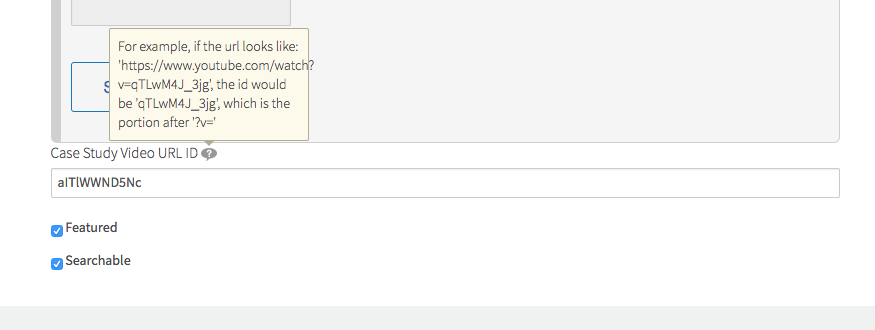 For example, if the url looks like:
'https://www.youtube.com/watch?
v=qTLwM4J_3jg', the id would
be 'qTLwM4J_3jg', which is the
portion after '?v='
Case Study Video URL ID ?
aITlWWND5Nc
Featured
Searchable